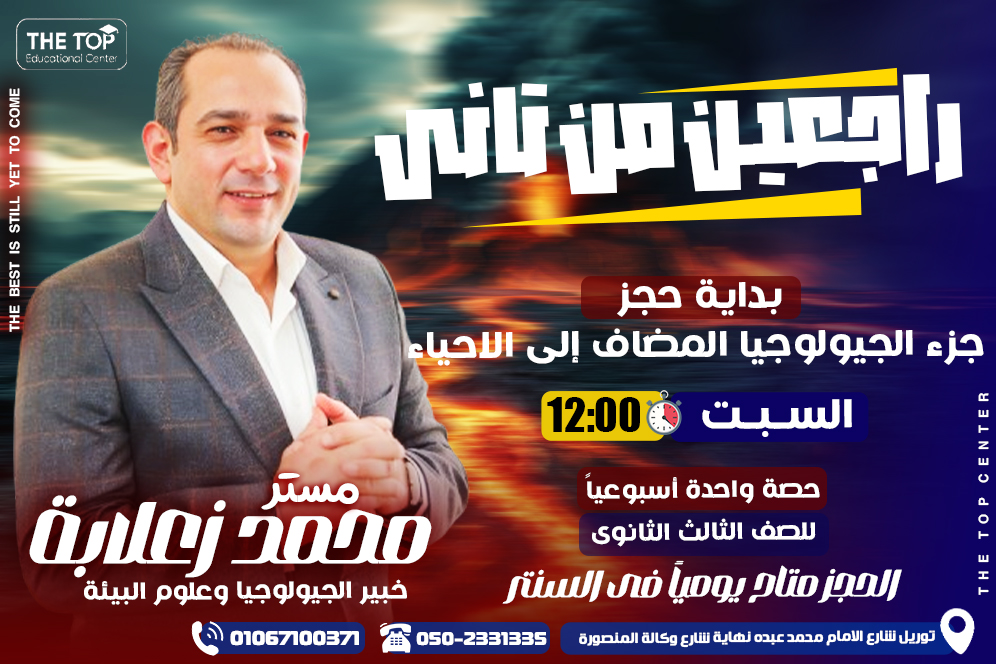 THE TOP
Educational Center
THE BEST IS STILL YET TO COME
راجعين من تانى
بداية حجز
جزء الجيولوجيا المضاف إلى الاحياء
السبت 12:00
حصة واحدة أسبوعياً
للصف الثالث الثانوى
الحجز متاح يومياً فى السنتر
مستر
محمد زعلابة
خبير الجيولوجيا وعلوم البيئة
THE TOP CENTER
توريل شارع الامام محمد عبده نهاية شارع وكالة المنصورة
050-2331335
01067100371